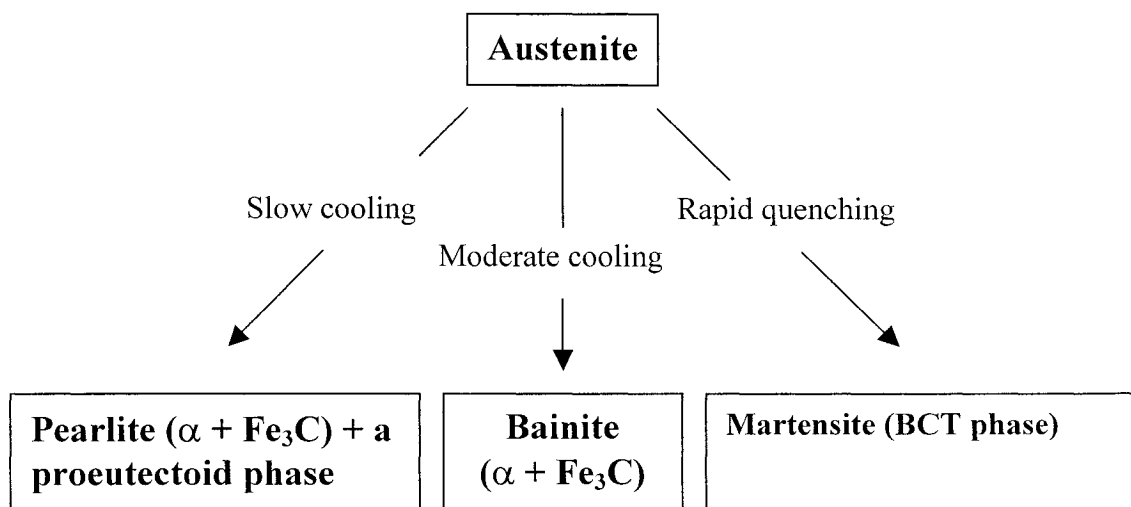 Austenite
Slow cooling
Rapid quenching
Moderate cooling
Pearlite (α + Fe₃C) + a
proeutectoid phase
Bainite
(α + Fe₃C)
Martensite (BCT phase)